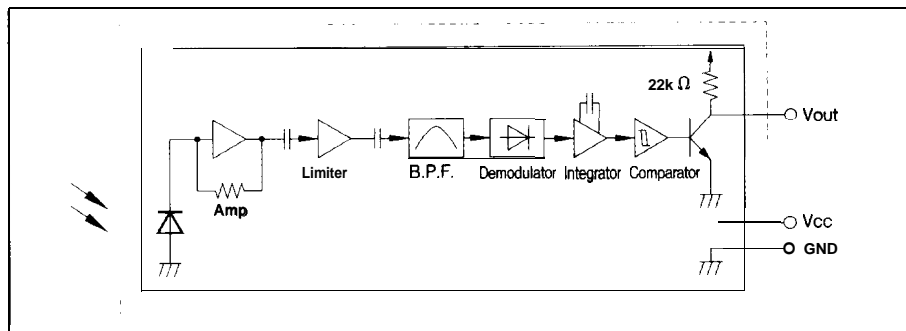 22k Ω
Vout
Limiter
B.P.F.
Demodulator
Integrator
Comparator
Amp
Vcc
GND